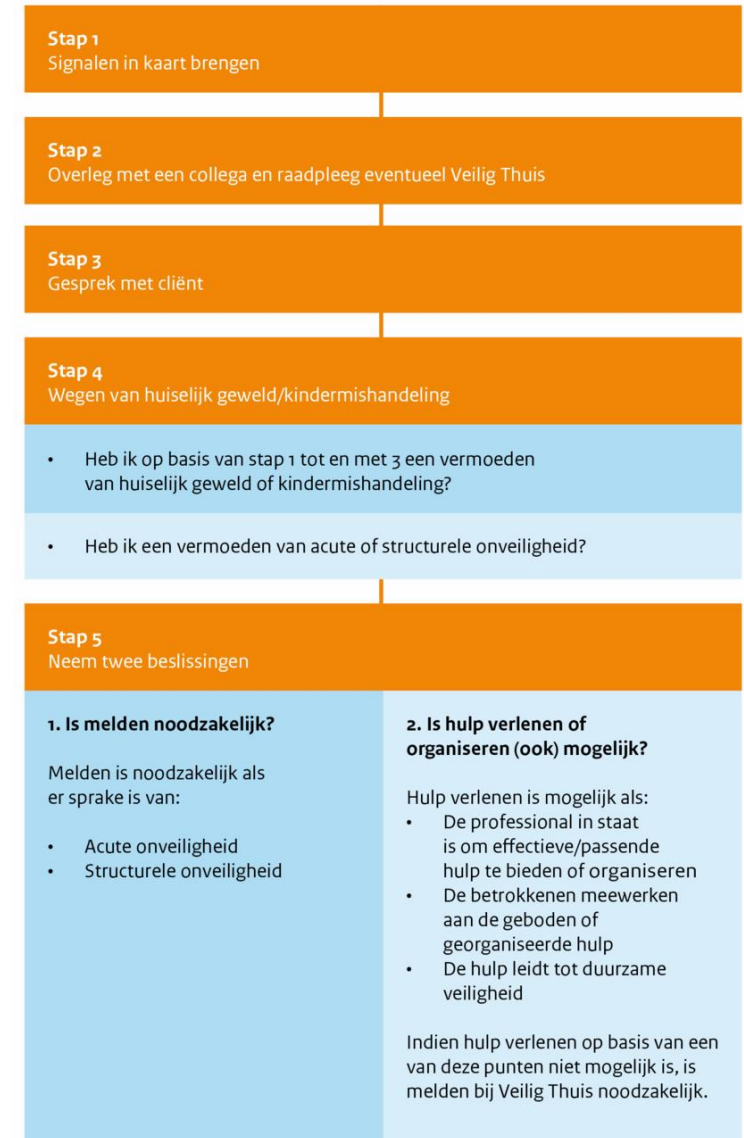 Stap 1
Signalen in kaart brengen
Stap 2
Overleg met een collega en raadpleeg eventueel Veilig Thuis
Stap 3
Gesprek met cliënt
Stap 4
Wegen van huiselijk geweld/kindermishandeling
• Heb ik op basis van stap 1 tot en met 3 een vermoeden
van huiselijk geweld of kindermishandeling?
• Heb ik een vermoeden van acute of structurele onveiligheid?
Stap 5
Neem twee beslissingen
1. Is melden noodzakelijk?
Melden is noodzakelijk als
er sprake is van:
• Acute onveiligheid
• Structurele onveiligheid
2. Is hulp verlenen of
organiseren (ook) mogelijk?
Hulp verlenen is mogelijk als:
• De professional in staat
is om effectieve/passende
hulp te bieden of organiseren
• De betrokkenen meewerken
aan de geboden of
georganiseerde hulp
• De hulp leidt tot duurzame
veiligheid
Indien hulp verlenen op basis van een
van deze punten niet mogelijk is, is
melden bij Veilig Thuis noodzakelijk.